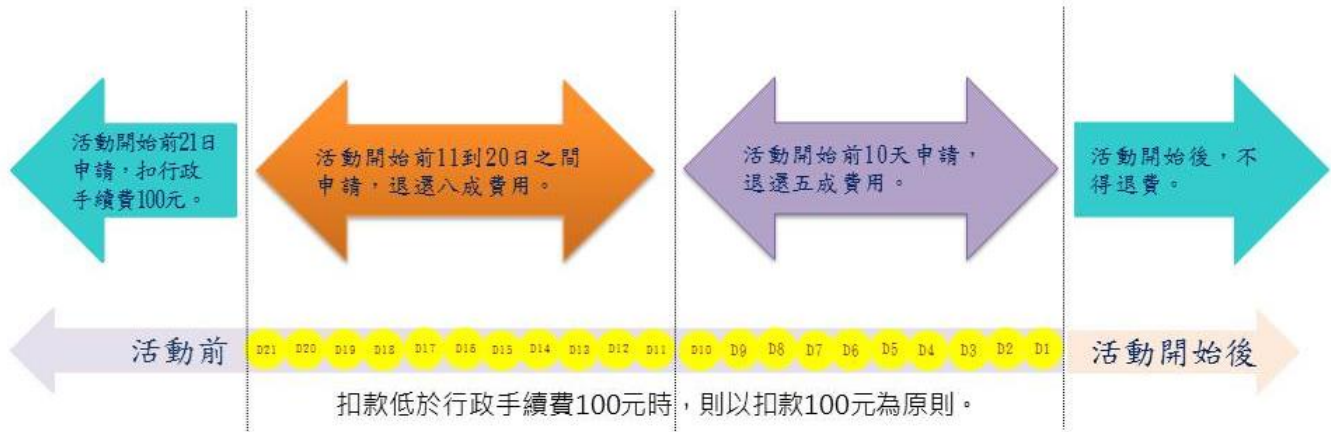 活動開始前21日
申請，扣行政
手續費100元。
活動開始前11到20日之間
申請，退還八成費用。
活動開始前10天申請，
退還五成費用。
活動開始後，不
得退費。
活動前 D21 D20 D19 D18 D17 D16 D15 D14 D13 D12 D11 D10 D9 D8 D7 D6 D5 D4 D3 D2 D1 活動開始後
扣款低於行政手續費100元時，則以扣款100元為原則。